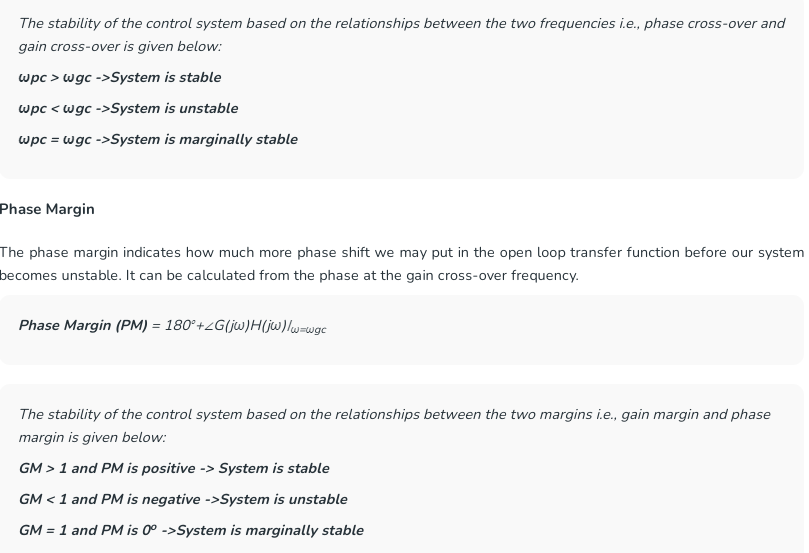 The stability of the control system based on the relationships between the two frequencies i.e., phase cross-over and
gain cross-over is given below:
ωpc > ωgc ->System is stable
ωpc < ωgc ->System is unstable
ωpc = ωgc ->System is marginally stable
Phase Margin
The phase margin indicates how much more phase shift we may put in the open loop transfer function before our system
becomes unstable. It can be calculated from the phase at the gain cross-over frequency.
Phase Margin (PM) = 180°+∠G(jω)H(jω)/ω=ωgc
The stability of the control system based on the relationships between the two margins i.e., gain margin and phase
margin is given below:
GM > 1 and PM is positive -> System is stable
GM < 1 and PM is negative ->System is unstable
GM = 1 and PM is 0º ->System is marginally stable